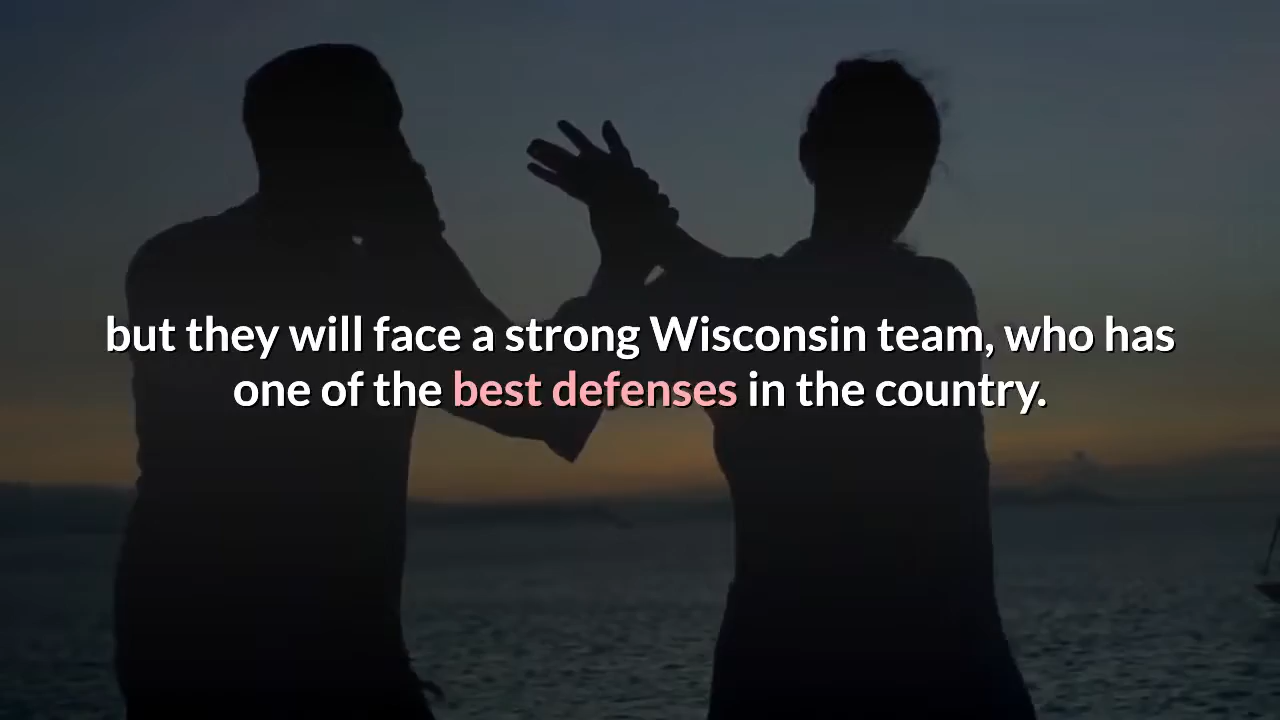 but they will face a strong Wisconsin team, who has
one of the best defenses in the country.